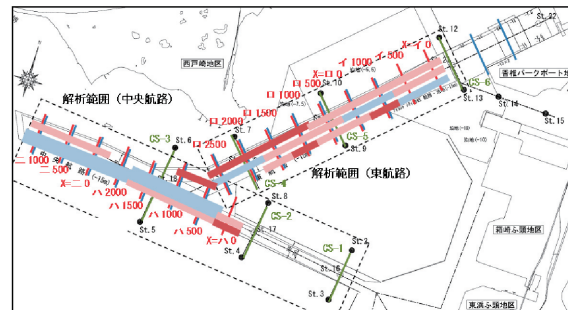 St.12
St.22
西戸崎地区
X=イ 0
イ 500
イ 1000
St.10
X=ロ 0
ロ 500
ロ 1000
ロ 1500
ロ 2000
ロ 2500
CS-6
香椎パークポート地
St.13
St.14
St.15
解析範囲（中央航路）
CS-3
St.6
St.7
CS-5
St.9
CS-4
解析範囲（東航路）
ニ 1000
ニ 500
X=ニ 0
ハ 2000
ハ 1500
ハ 1000
ハ 500
X=ハ 0
St.5
St.8
CS-2
St.17
St.4
CS-1
St.2
St.16
St.3
箱崎ふ頭地区
東浜ふ頭地区